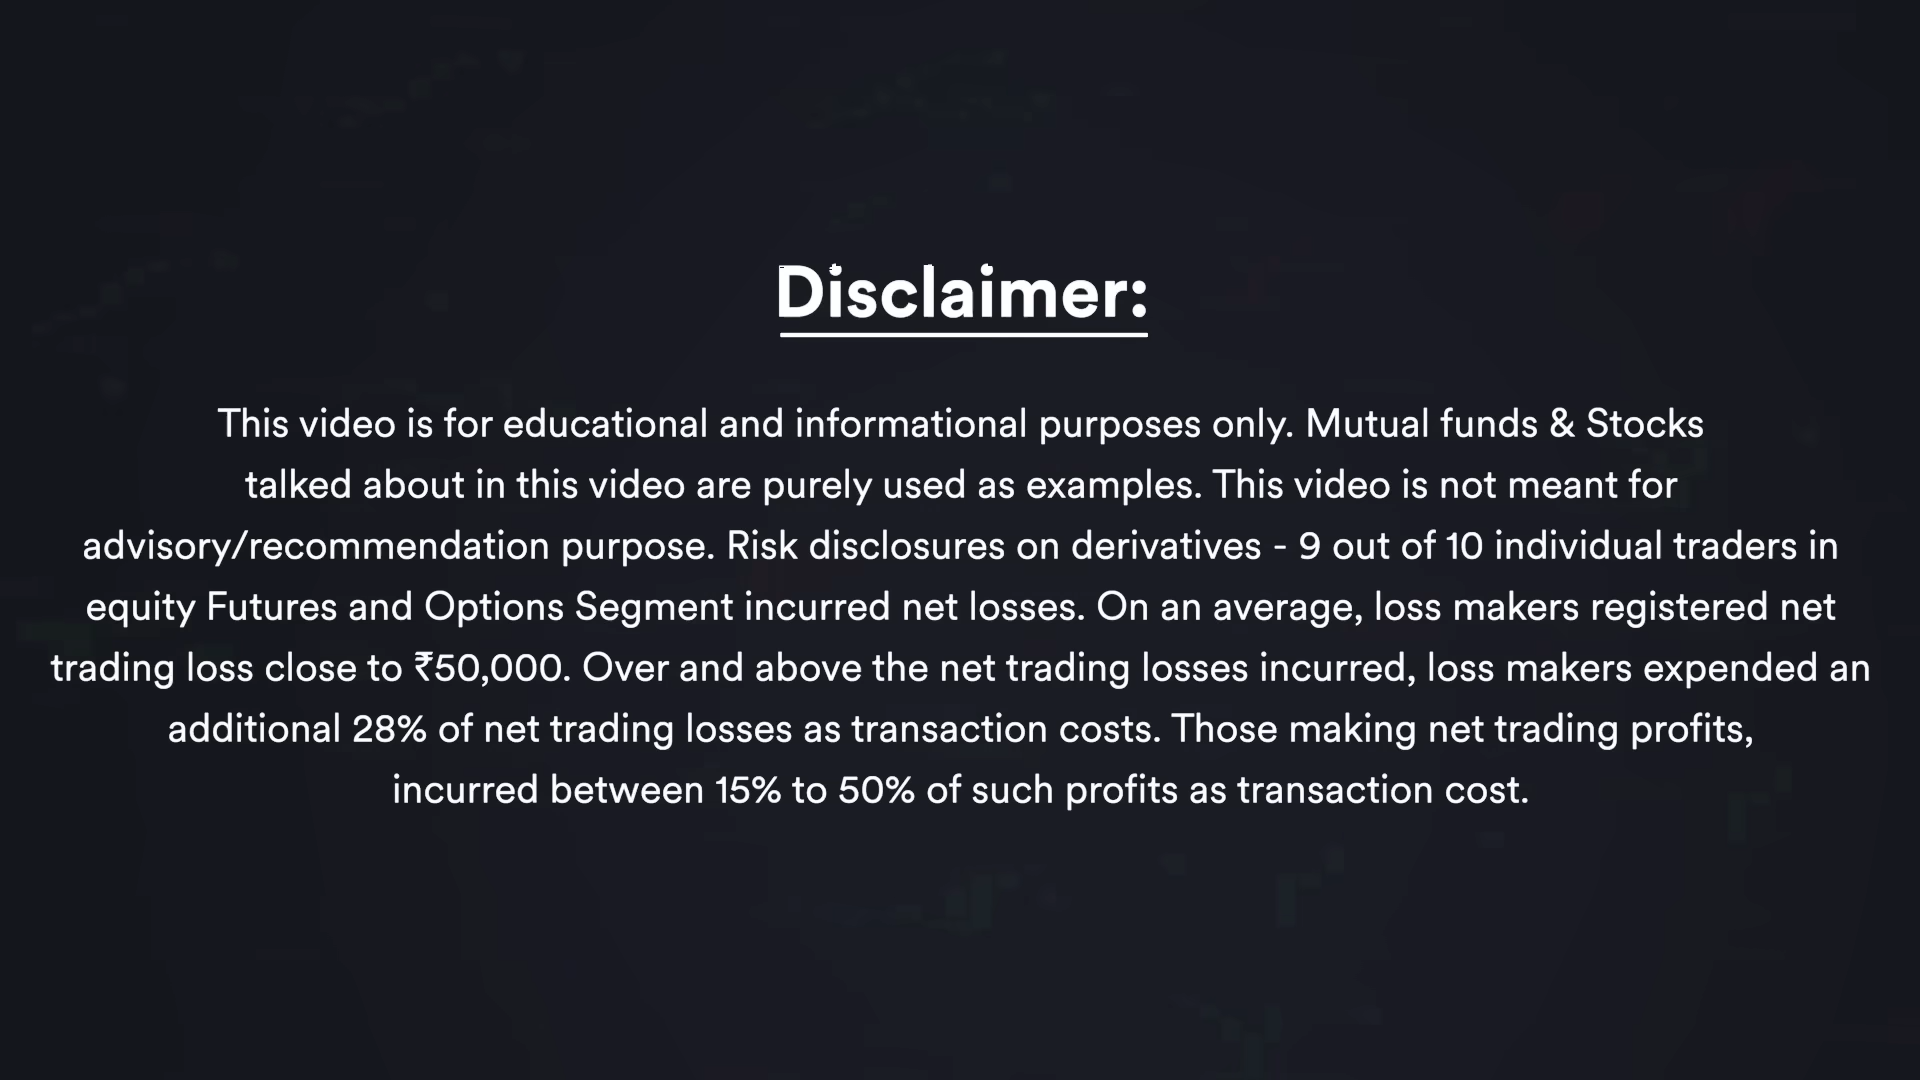 Disclaimer:
This video is for educational and informational purposes only. Mutual funds & Stocks
talked about in this video are purely used as examples. This video is not meant for
advisory/recommendation purpose. Risk disclosures on derivatives - 9 out of 10 individual traders in
equity Futures and Options Segment incurred net losses. On an average, loss makers registered net
trading loss close to ₹50,000. Over and above the net trading losses incurred, loss makers expended an
additional 28% of net trading losses as transaction costs. Those making net trading profits,
incurred between 15% to 50% of such profits as transaction cost.